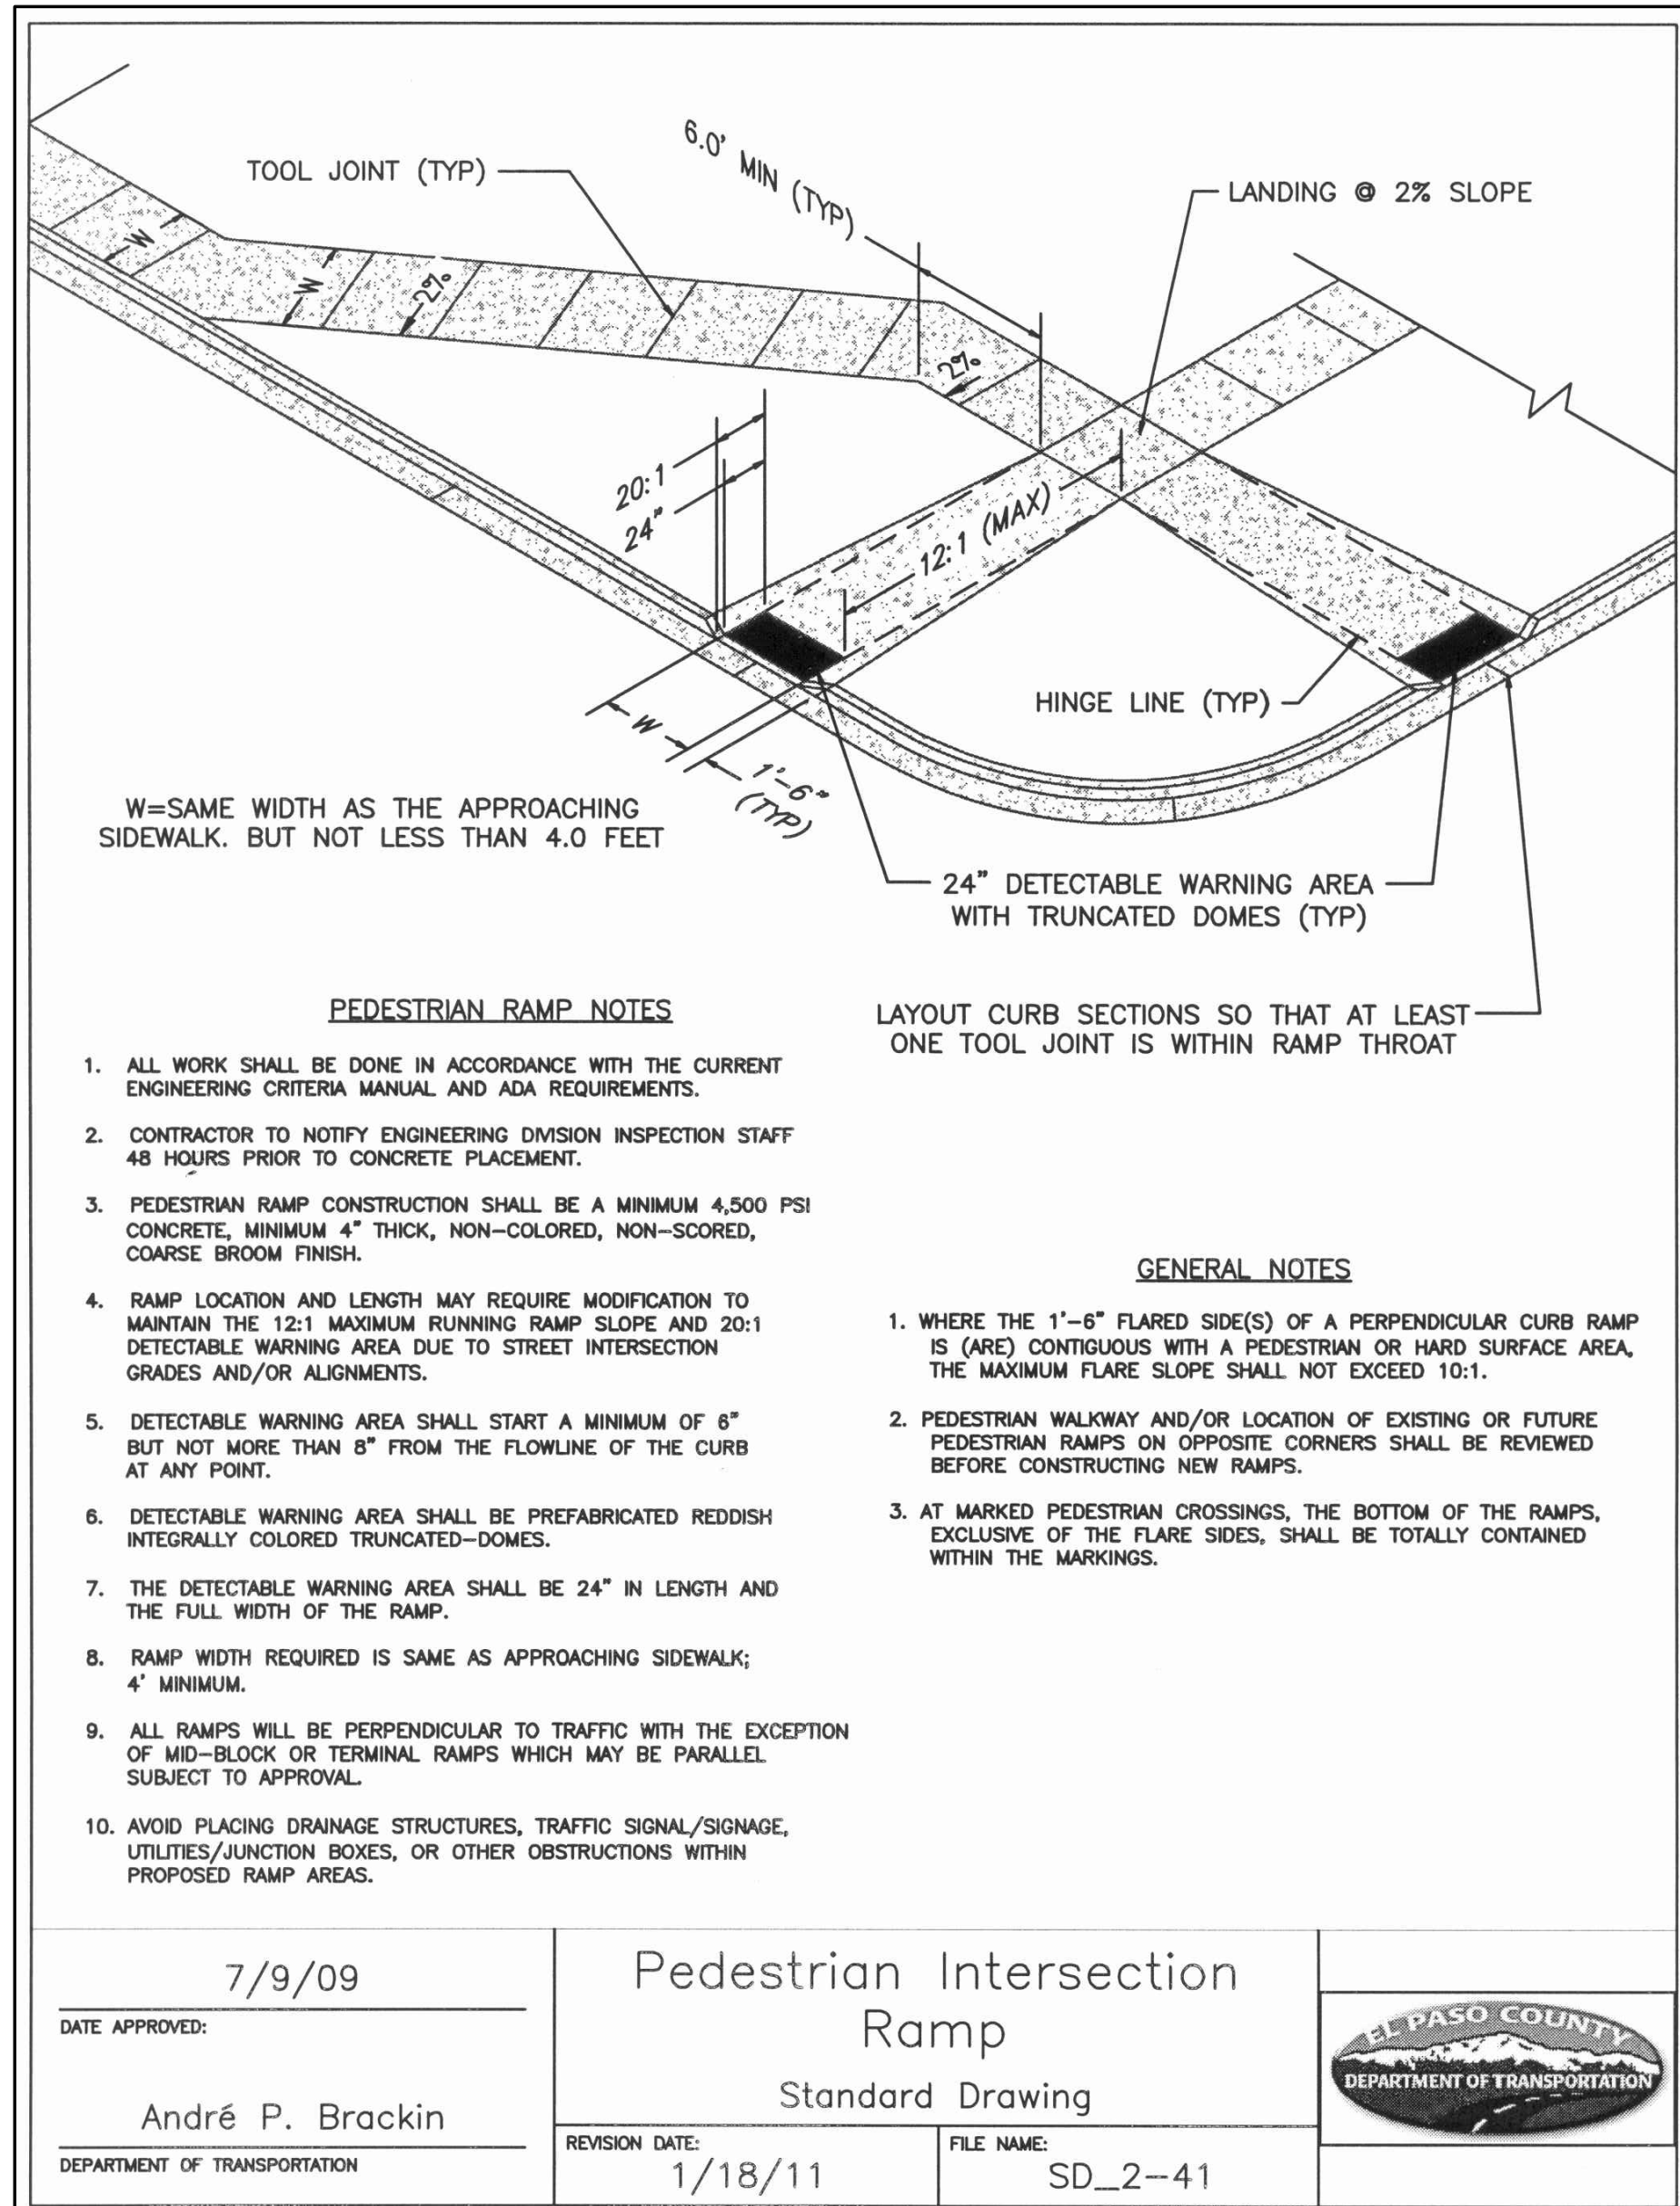 TOOL JOINT (TYP)
6.0' MIN (TYP)
LANDING @ 2% SLOPE
W
W
2%
2%
20:1
24"
12:1 (MAX)
HINGE LINE (TYP)
W
1'-6"
(TYP)
W=SAME WIDTH AS THE APPROACHING
SIDEWALK. BUT NOT LESS THAN 4.0 FEET
24" DETECTABLE WARNING AREA
WITH TRUNCATED DOMES (TYP)
LAYOUT CURB SECTIONS SO THAT AT LEAST
ONE TOOL JOINT IS WITHIN RAMP THROAT
PEDESTRIAN RAMP NOTES
1. ALL WORK SHALL BE DONE IN ACCORDANCE WITH THE CURRENT
ENGINEERING CRITERIA MANUAL AND ADA REQUIREMENTS.
2. CONTRACTOR TO NOTIFY ENGINEERING DIVISION INSPECTION STAFF
48 HOURS PRIOR TO CONCRETE PLACEMENT.
3. PEDESTRIAN RAMP CONSTRUCTION SHALL BE A MINIMUM 4,500 PSI
CONCRETE, MINIMUM 4" THICK, NON-COLORED, NON-SCORED,
COARSE BROOM FINISH.
4. RAMP LOCATION AND LENGTH MAY REQUIRE MODIFICATION TO
MAINTAIN THE 12:1 MAXIMUM RUNNING RAMP SLOPE AND 20:1
DETECTABLE WARNING AREA DUE TO STREET INTERSECTION
GRADES AND/OR ALIGNMENTS.
5. DETECTABLE WARNING AREA SHALL START A MINIMUM OF 6"
BUT NOT MORE THAN 8" FROM THE FLOWLINE OF THE CURB
AT ANY POINT.
6. DETECTABLE WARNING AREA SHALL BE PREFABRICATED REDDISH
INTEGRALLY COLORED TRUNCATED-DOMES.
7. THE DETECTABLE WARNING AREA SHALL BE 24" IN LENGTH AND
THE FULL WIDTH OF THE RAMP.
8. RAMP WIDTH REQUIRED IS SAME AS APPROACHING SIDEWALK;
4' MINIMUM.
9. ALL RAMPS WILL BE PERPENDICULAR TO TRAFFIC WITH THE EXCEPTION
OF MID-BLOCK OR TERMINAL RAMPS WHICH MAY BE PARALLEL
SUBJECT TO APPROVAL.
10. AVOID PLACING DRAINAGE STRUCTURES, TRAFFIC SIGNAL/SIGNAGE,
UTILITIES/JUNCTION BOXES, OR OTHER OBSTRUCTIONS WITHIN
PROPOSED RAMP AREAS.
GENERAL NOTES
1. WHERE THE 1'-6" FLARED SIDE(S) OF A PERPENDICULAR CURB RAMP
IS (ARE) CONTIGUOUS WITH A PEDESTRIAN OR HARD SURFACE AREA,
THE MAXIMUM FLARE SLOPE SHALL NOT EXCEED 10:1.
2. PEDESTRIAN WALKWAY AND/OR LOCATION OF EXISTING OR FUTURE
PEDESTRIAN RAMPS ON OPPOSITE CORNERS SHALL BE REVIEWED
BEFORE CONSTRUCTING NEW RAMPS.
3. AT MARKED PEDESTRIAN CROSSINGS, THE BOTTOM OF THE RAMPS,
EXCLUSIVE OF THE FLARE SIDES, SHALL BE TOTALLY CONTAINED
WITHIN THE MARKINGS.
7/9/09
DATE APPROVED:
André P. Brackin
DEPARTMENT OF TRANSPORTATION
Pedestrian Intersection
Ramp
Standard Drawing
REVISION DATE:
1/18/11
FILE NAME:
SD_2-41
EL PASO COUNTY
DEPARTMENT OF TRANSPORTATION